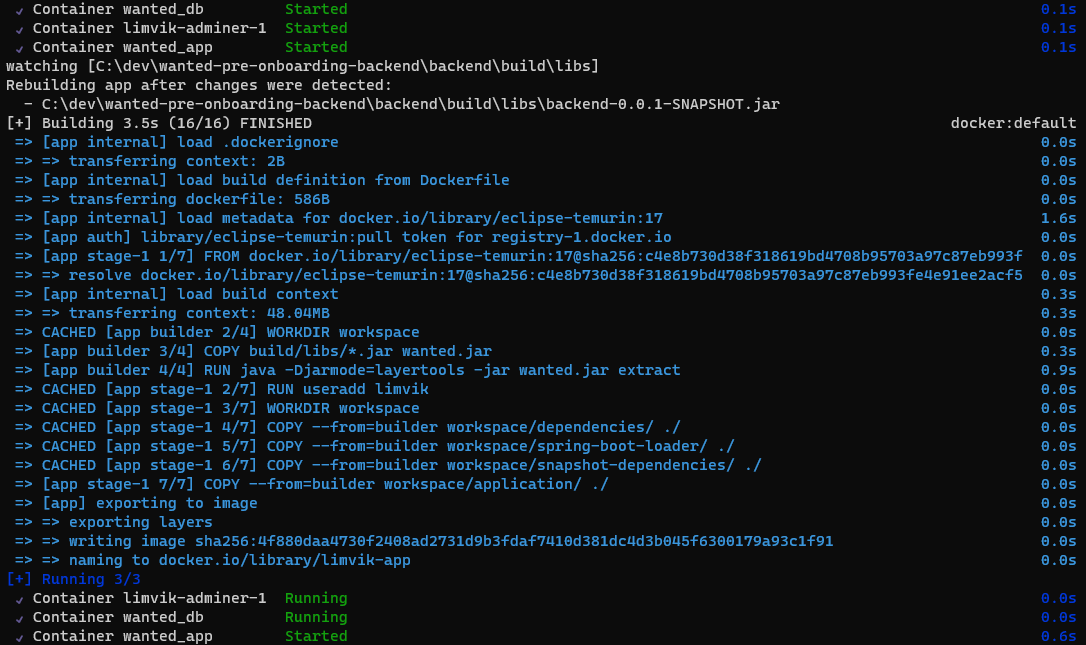 ✓ Container wanted_db Started 0.1s
✓ Container limvik-adminer-1 Started 0.1s
✓ Container wanted_app Started 0.1s
watching [C:\dev\wanted-pre-onboarding-backend\backend\build\libs]
Rebuilding app after changes were detected:
- C:\dev\wanted-pre-onboarding-backend\backend\build\libs\backend-0.0.1-SNAPSHOT.jar
[+] Building 3.5s (16/16) FINISHED docker:default
=> [app internal] load .dockerignore 0.0s
=> => transferring context: 2B 0.0s
=> [app internal] load build definition from Dockerfile 0.0s
=> => transferring dockerfile: 586B 0.0s
=> [app internal] load metadata for docker.io/library/eclipse-temurin:17 1.6s
=> [app auth] library/eclipse-temurin:pull token for registry-1.docker.io 0.0s
=> [app stage-1 1/7] FROM docker.io/library/eclipse-temurin:17@sha256:c4e8b730d38f318619bd4708b95703a97c87eb993f 0.0s
=> => resolve docker.io/library/eclipse-temurin:17@sha256:c4e8b730d38f318619bd4708b95703a97c87eb993fe4e91ee2acf5 0.0s
=> [app internal] load build context 0.3s
=> => transferring context: 48.04MB 0.3s
=> CACHED [app builder 2/4] WORKDIR workspace 0.0s
=> [app builder 3/4] COPY build/libs/*.jar wanted.jar 0.3s
=> [app builder 4/4] RUN java -Djarmode=layertools -jar wanted.jar extract 0.9s
=> CACHED [app stage-1 2/7] RUN useradd limvik 0.0s
=> CACHED [app stage-1 3/7] WORKDIR workspace 0.0s
=> CACHED [app stage-1 4/7] COPY --from=builder workspace/dependencies/ ./ 0.0s
=> CACHED [app stage-1 5/7] COPY --from=builder workspace/spring-boot-loader/ ./ 0.0s
=> CACHED [app stage-1 6/7] COPY --from=builder workspace/snapshot-dependencies/ ./ 0.0s
=> [app stage-1 7/7] COPY --from=builder workspace/application/ ./ 0.0s
=> [app] exporting to image 0.0s
=> => exporting layers 0.0s
=> => writing image sha256:4f880daa4730f2408ad2731d9b3fdaf7410d381dc4d3b045f6300179a93c1f91 0.0s
=> => naming to docker.io/library/limvik-app 0.0s
[+] Running 3/3
✓ Container limvik-adminer-1 Running 0.0s
✓ Container wanted_db Running 0.0s
✓ Container wanted_app Started 0.6s